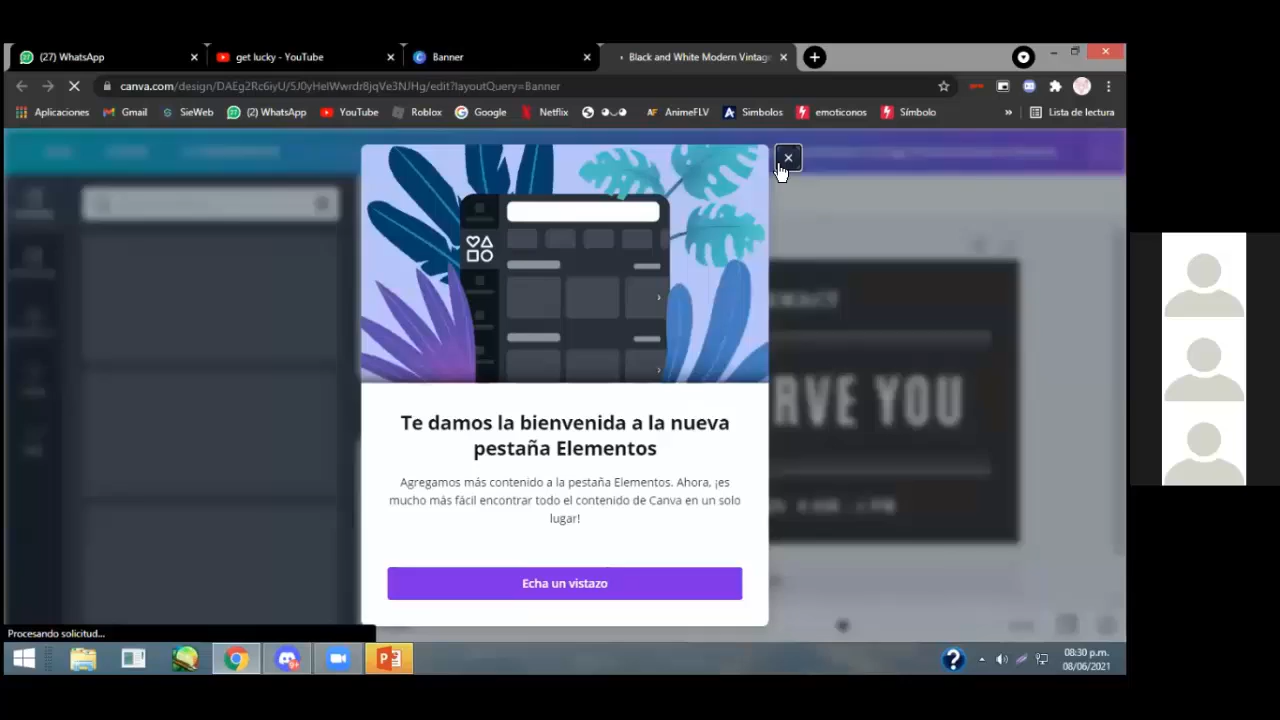 (27) WhatsApp
get lucky - YouTube
Banner
Black and White Modern Vintag
canva.com/design/DAEg2Rc6iyU/5J0yHelWwrdr8jqVe3NJHg/edit?layoutQuery=Banner
Aplicaciones
Gmail
SieWeb
(2) WhatsApp
YouTube
Roblox
Google
Netflix
AnimeFLV
Simbolos
emoticonos
Símbolo
»
Lista de lectura
RVE YOU
Te damos la bienvenida a la nueva
pestaña Elementos
Agregamos más contenido a la pestaña Elementos. Ahora, ¡es
mucho más fácil encontrar todo el contenido de Canva en un solo
lugar!
Echa un vistazo
Procesando solicitud...
08:30 p.m.
08/06/2021